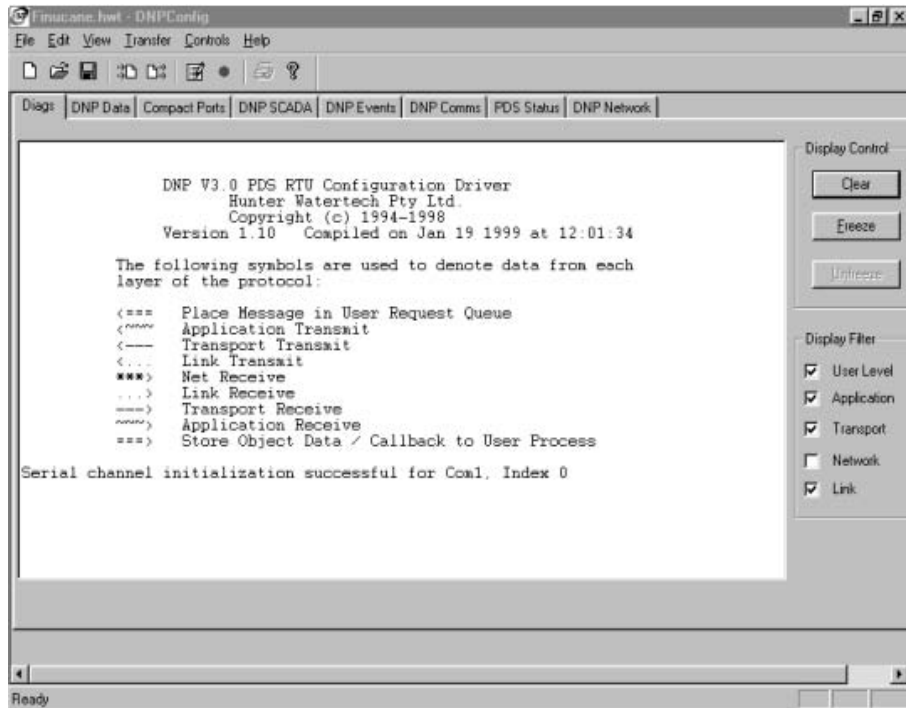 Finucane.hwt - DNPConfig
File Edit View Transfer Controls Help
Diags DNP Data Compact Ports DNP SCADA DNP Events DNP Comms PDS Status DNP Network
DNP V3.0 PDS RTU Configuration Driver
Hunter Watertech Pty Ltd.
Copyright (c) 1994-1998
Version 1.10 Compiled on Jan 19 1999 at 12:01:34
The following symbols are used to denote data from each
layer of the protocol:
<=== Place Message in User Request Queue
<~~~ Application Transmit
<--- Transport Transmit
<... Link Transmit
***> Net Receive
...> Link Receive
---> Transport Receive
~~~> Application Receive
===> Store Object Data / Callback to User Process
Serial channel initialization successful for Com1, Index 0
Display Control
Clear
Freeze
Unfreeze
Display Filter
User Level
Application
Transport
Network
Link
Ready